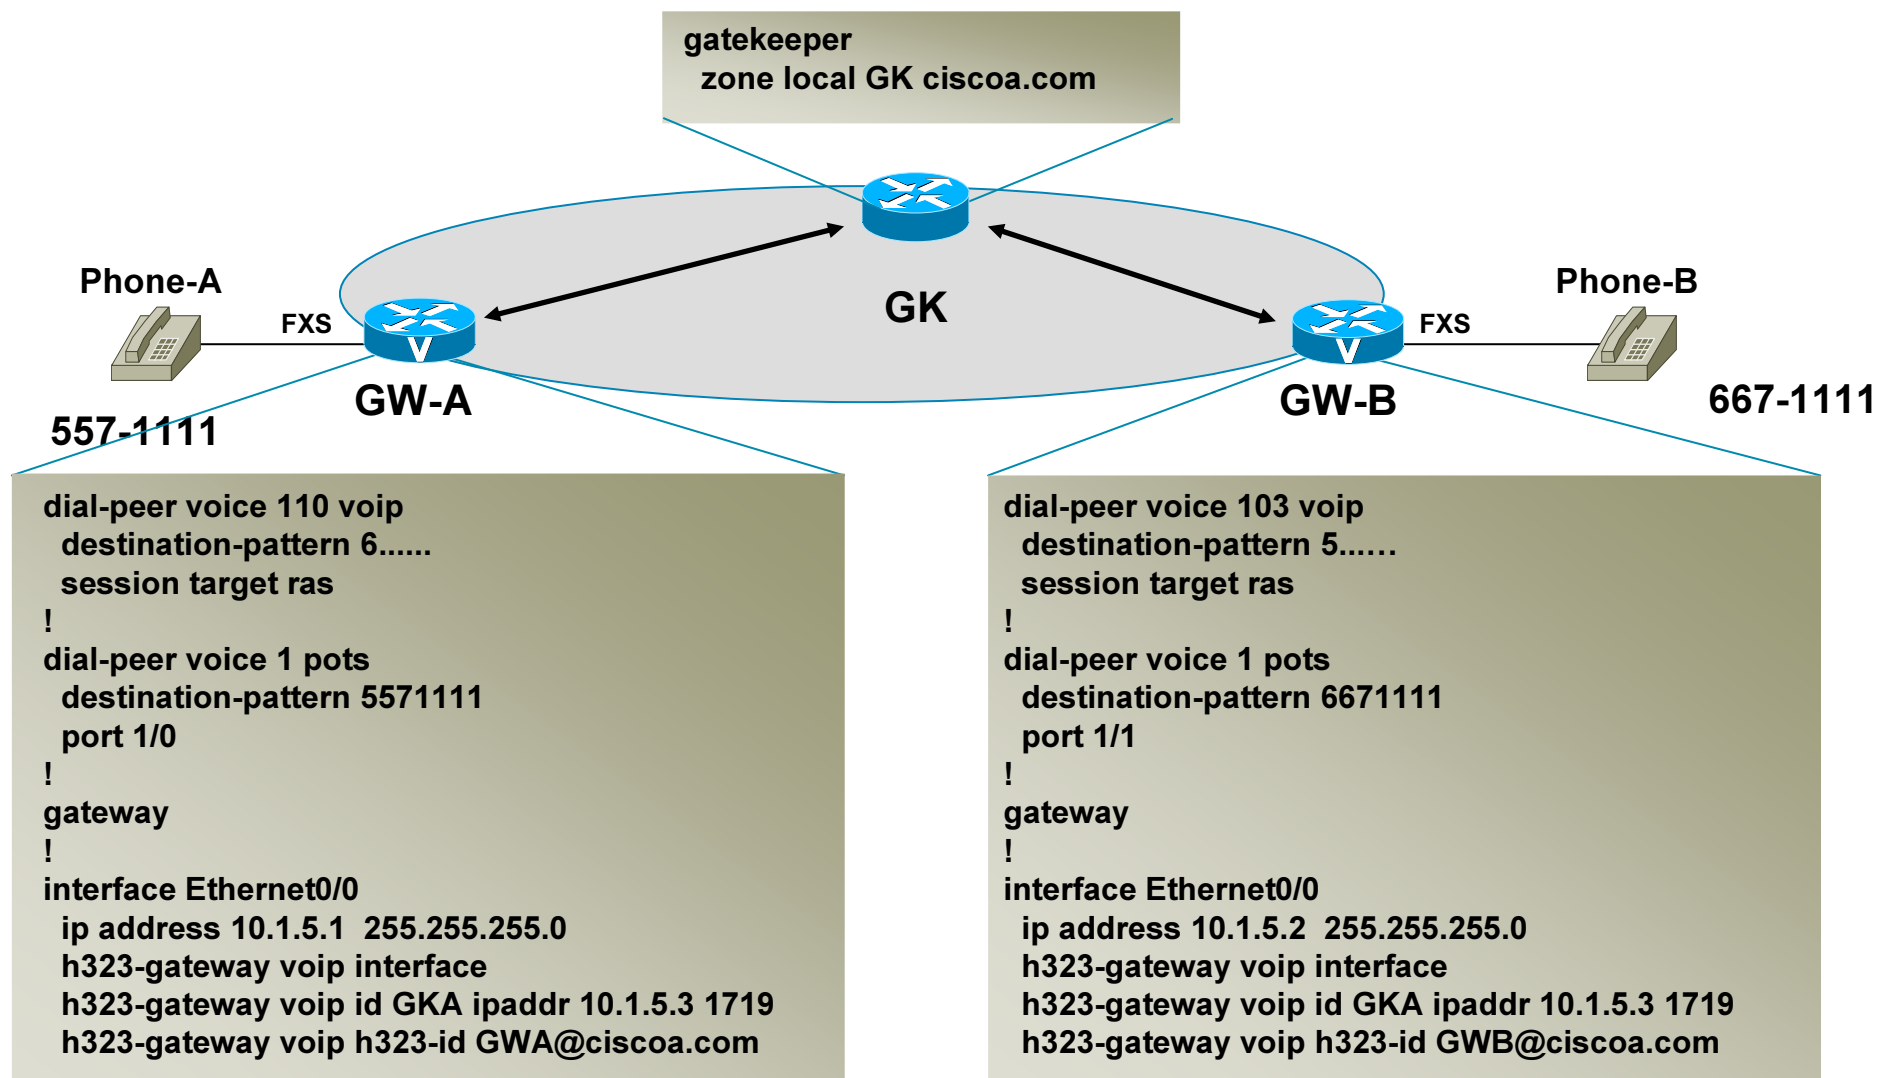 gatekeeper
zone local GK ciscoa.com
Phone-A
FXS
V
GW-A
557-1111
GK
Phone-B
FXS
V
GW-B
667-1111
dial-peer voice 110 voip
destination-pattern 6......
session target ras
!
dial-peer voice 1 pots
destination-pattern 5571111
port 1/0
!
gateway
!
interface Ethernet0/0
ip address 10.1.5.1  255.255.255.0
h323-gateway voip interface
h323-gateway voip id GKA ipaddr 10.1.5.3 1719
h323-gateway voip h323-id GWA@ciscoa.com
dial-peer voice 103 voip
destination-pattern 5...…
session target ras
!
dial-peer voice 1 pots
destination-pattern 6671111
port 1/1
!
gateway
!
interface Ethernet0/0
ip address 10.1.5.2  255.255.255.0
h323-gateway voip interface
h323-gateway voip id GKA ipaddr 10.1.5.3 1719
h323-gateway voip h323-id GWB@ciscoa.com